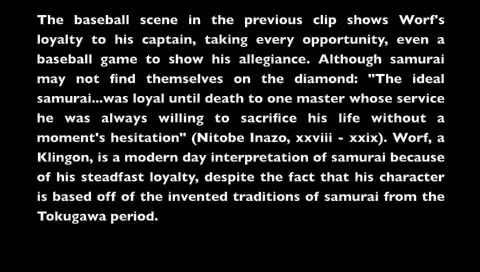 The baseball scene in the previous clip shows Worf's
loyalty to his captain, taking every opportunity, even a
baseball game to show his allegiance. Although samurai
may not find themselves on the diamond: "The ideal
samurai...was loyal until death to one master whose service
he was always willing to sacrifice his life without a
moment's hesitation" (Nitobe Inazo, xxviii - xxix). Worf, a
Klingon, is a modern day interpretation of samurai because
of his steadfast loyalty, despite the fact that his character
is based off of the invented traditions of samurai from the
Tokugawa period.